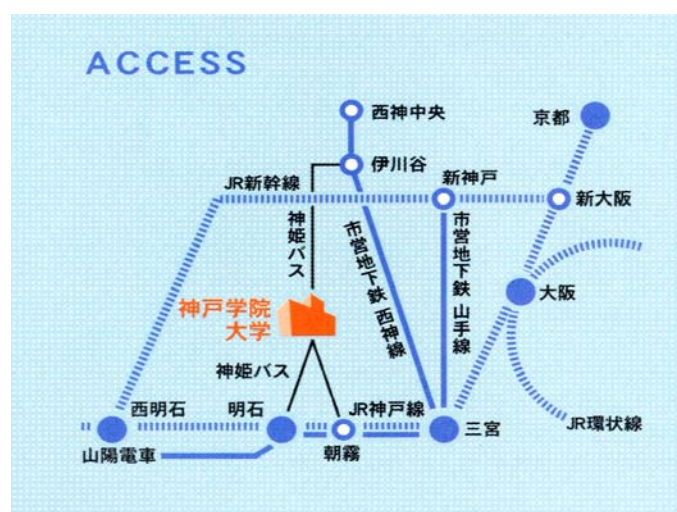 ACCESS
西神中央
京都
伊川谷
JR新幹線
新神戸
新大阪
神姫バス
市営地下鉄 西神線
市営地下鉄 山手線
大阪
神戸学院
大学
神姫バス
西明石
明石
JR神戸線
三宮
JR環状線
山陽電車
朝霧